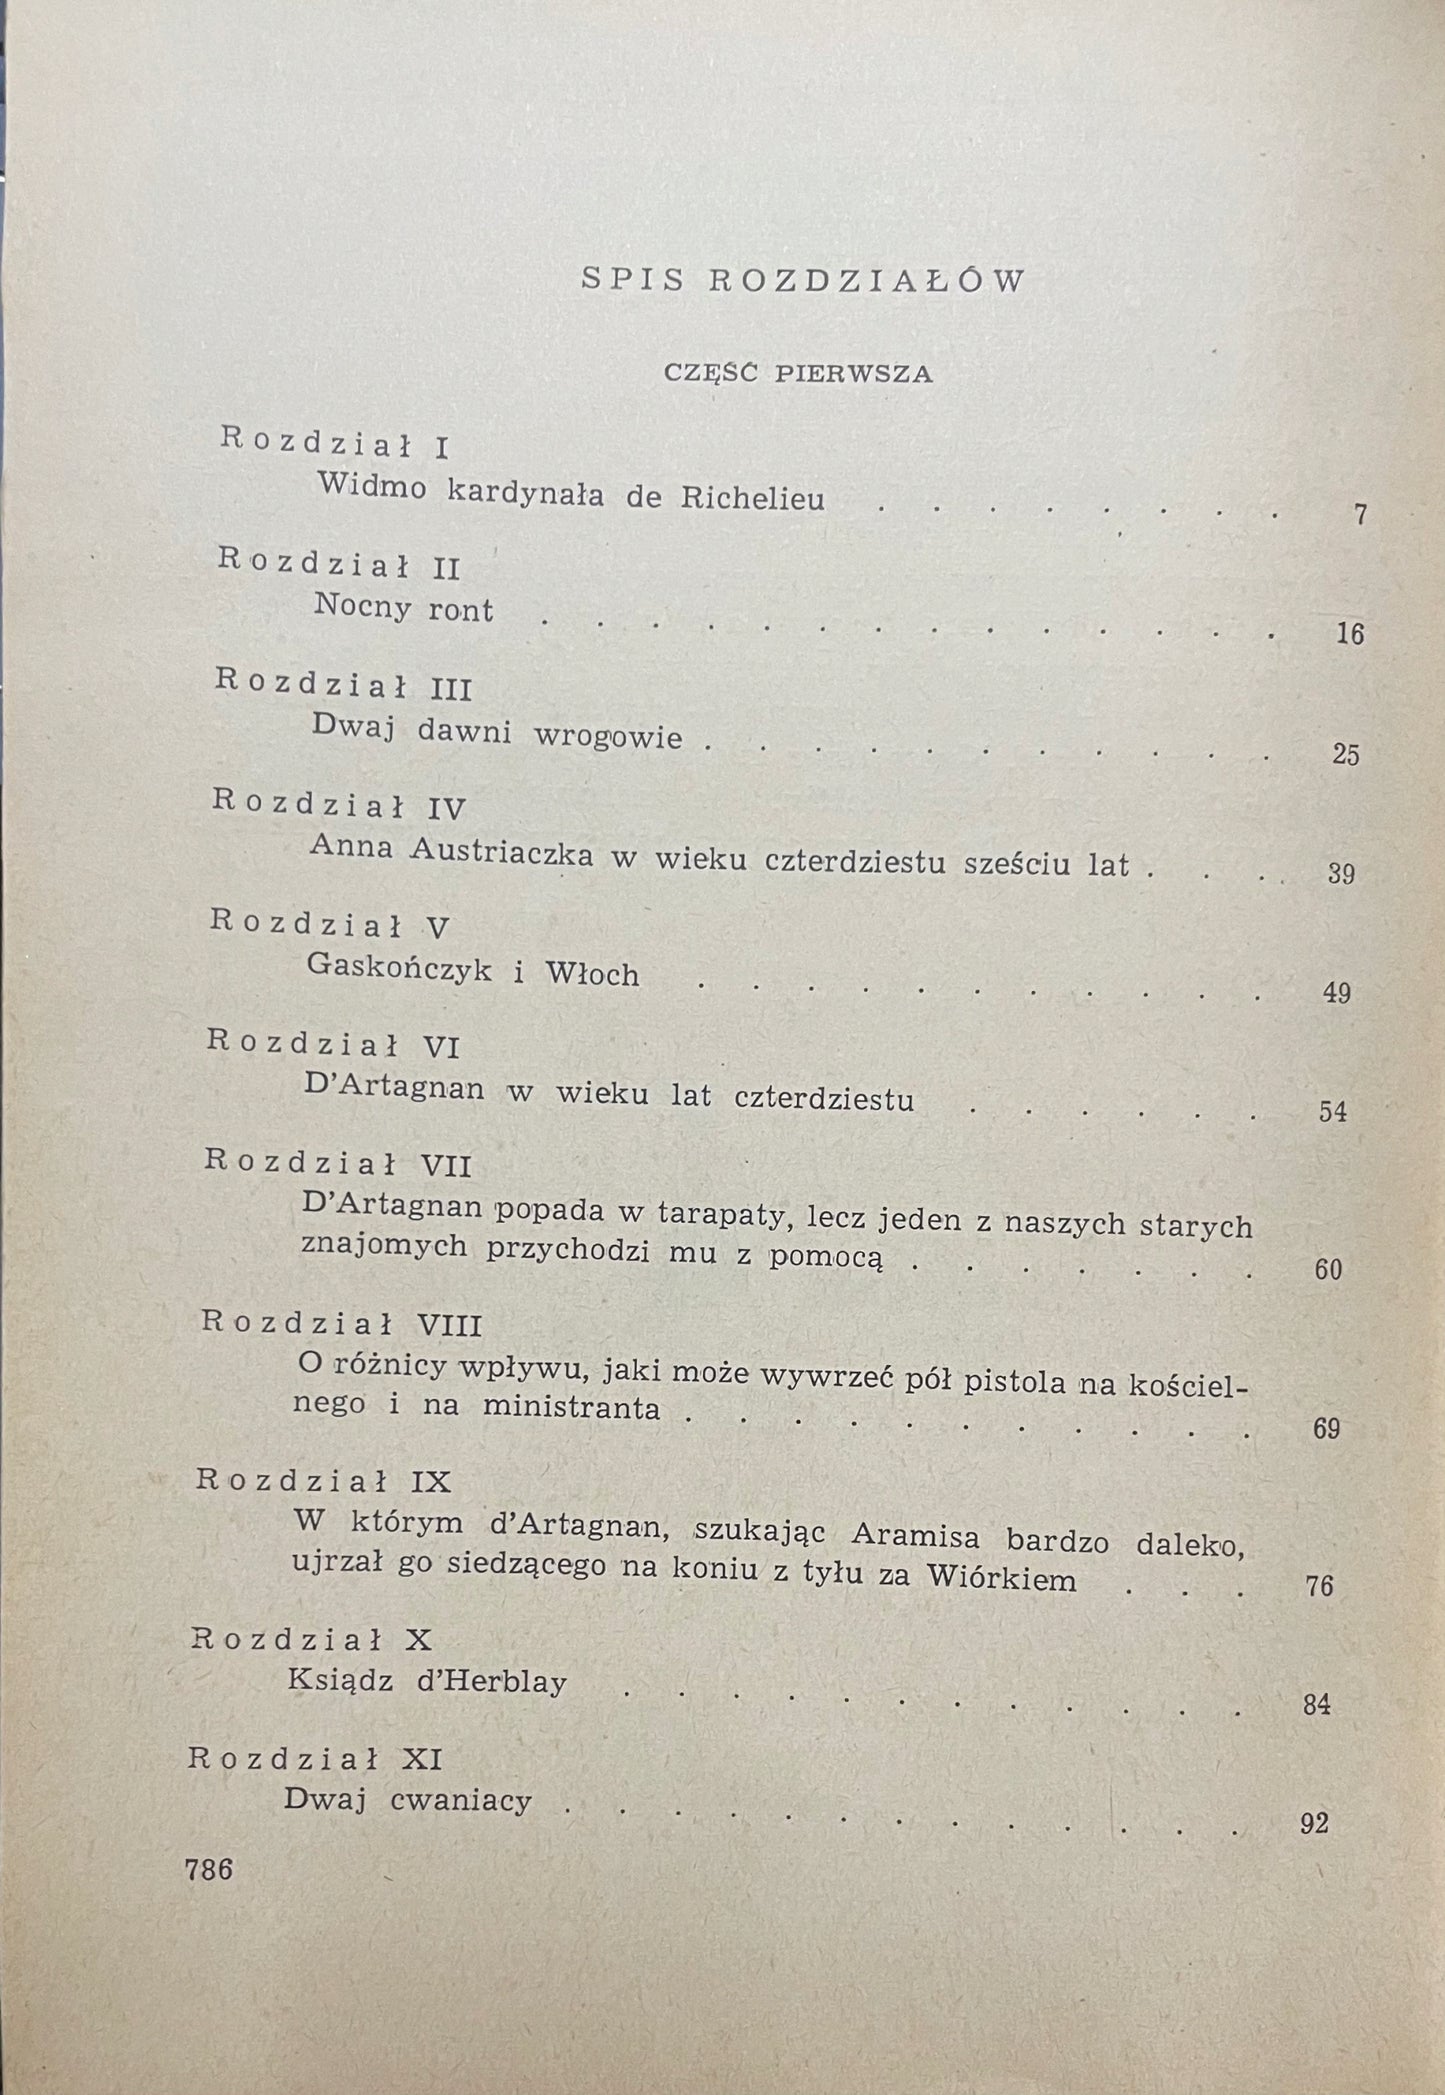 SPIS ROZDZIAŁÓW
CZĘŚĆ PIERWSZA
Rozdział I
Widmo kardynała de Richelieu . . . . . . . . 7
Rozdział II
Nocny ront . . . . . . . . . . . . . . 16
Rozdział III
Dwaj dawni wrogowie . . . . . . . . . . . 25
Rozdział IV
Anna Austriaczka w wieku czterdziestu sześciu lat . . . 39
Rozdział V
Gaskończyk i Włoch . . . . . . . . . . . 49
Rozdział VI
D'Artagnan w wieku lat czterdziestu . . . . . . 54
Rozdział VII
D'Artagnan popada w tarapaty, lecz jeden z naszych starych
znajomych przychodzi mu z pomocą . . . . . . . 60
Rozdział VIII
O różnicy wpływu, jaki może wywrzeć pół pistola na kościel-
nego i na ministranta . . . . . . . . . . . 69
Rozdział IX
W którym d'Artagnan, szukając Aramisa bardzo daleko,
ujrzał go siedzącego na koniu z tyłu za Wiórkiem . . . 76
Rozdział X
Ksiądz d'Herblay . . . . . . . . . . . . 84
Rozdział XI
Dwaj cwaniacy . . . . . . . . . . . . . 92
786